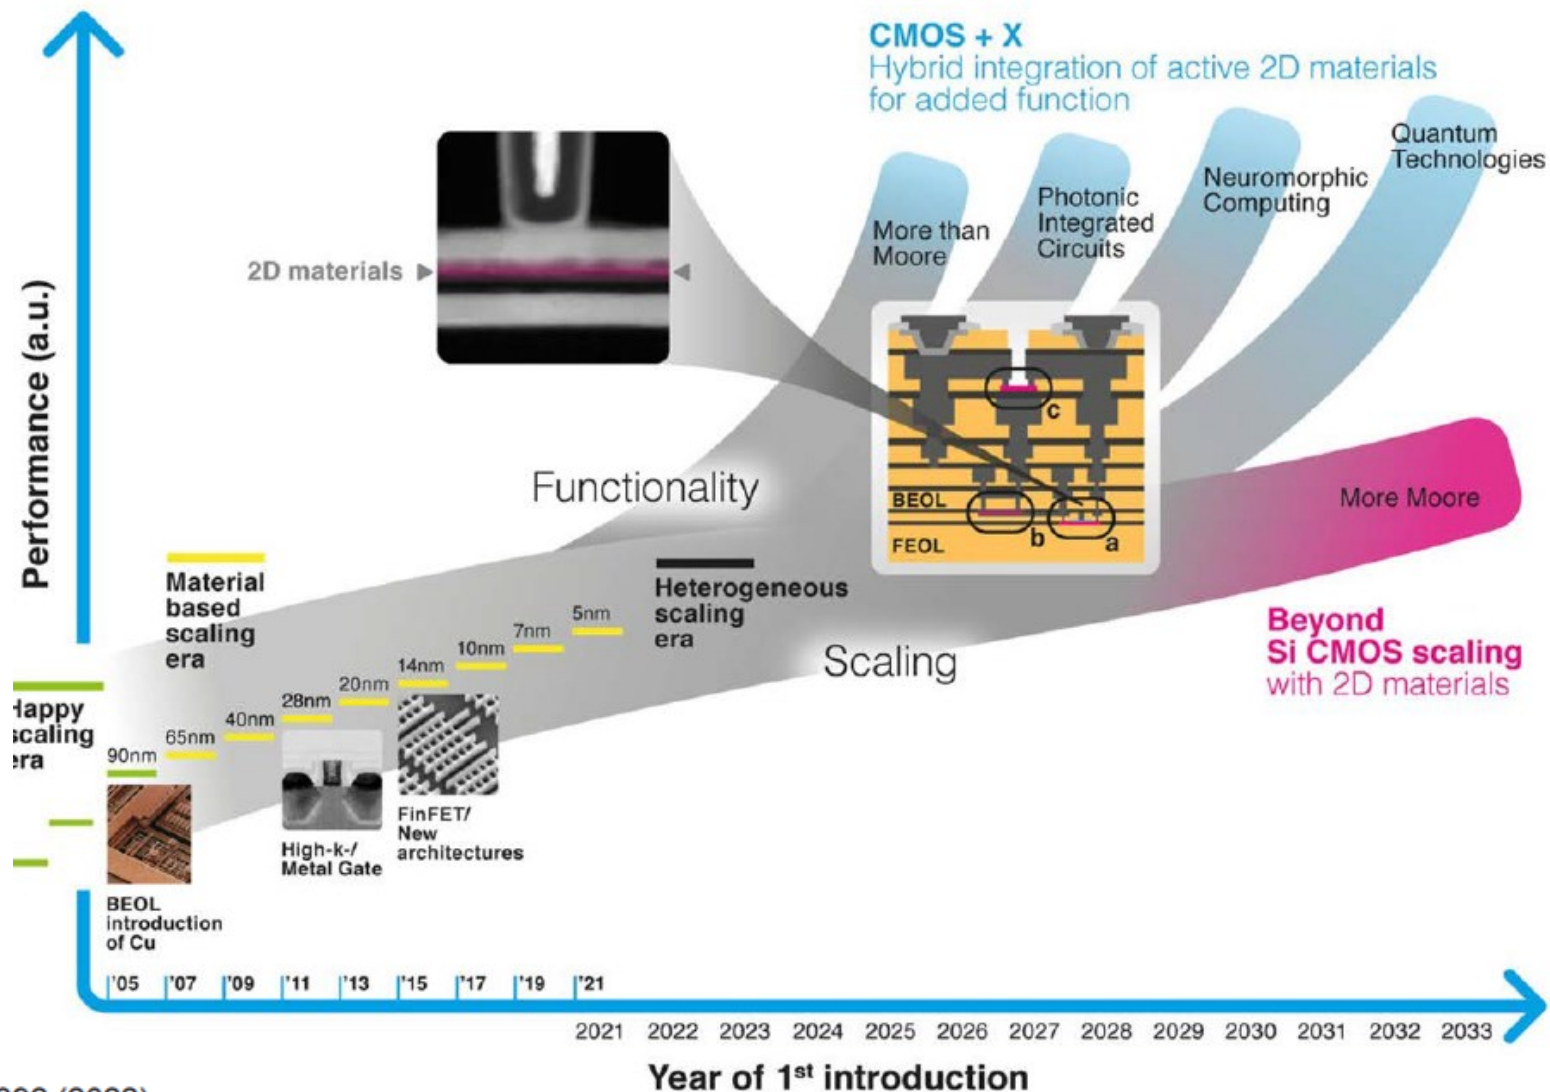 CMOS + X
Hybrid integration of active 2D materials
for added function
Quantum
Technologies
Neuromorphic
Computing
Photonic
Integrated
Circuits
More than
Moore
2D materials
Performance (a.u.)
c
BEOL
FEOL
b
a
More Moore
Functionality
Scaling
Beyond
Si CMOS scaling
with 2D materials
Material
based
scaling
era
Heterogeneous
scaling
era
Happy
scaling
era
90nm
65nm
40nm
28nm
20nm
14nm
10nm
7nm
5nm
BEOL
introduction
of Cu
High-k-/
Metal Gate
FinFET/
New
architectures
'05 '07 '09 '11 '13 '15 '17 '19 '21
2021 2022 2023 2024 2025 2026 2027 2028 2029 2030 2031 2032 2033
Year of 1st introduction